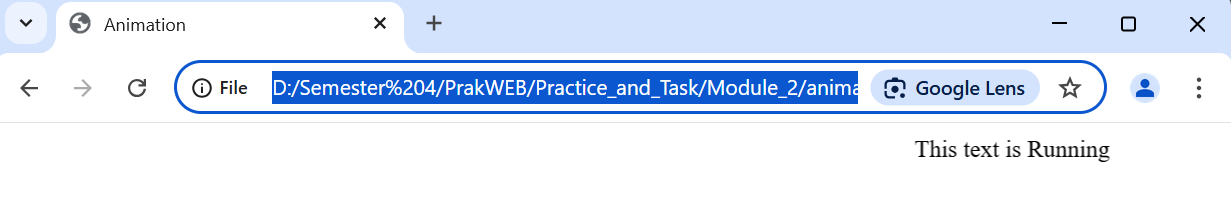 Animation
File D:/Semester%204/PrakWEB/Practice_and_Task/Module_2/anima Google Lens
This text is Running